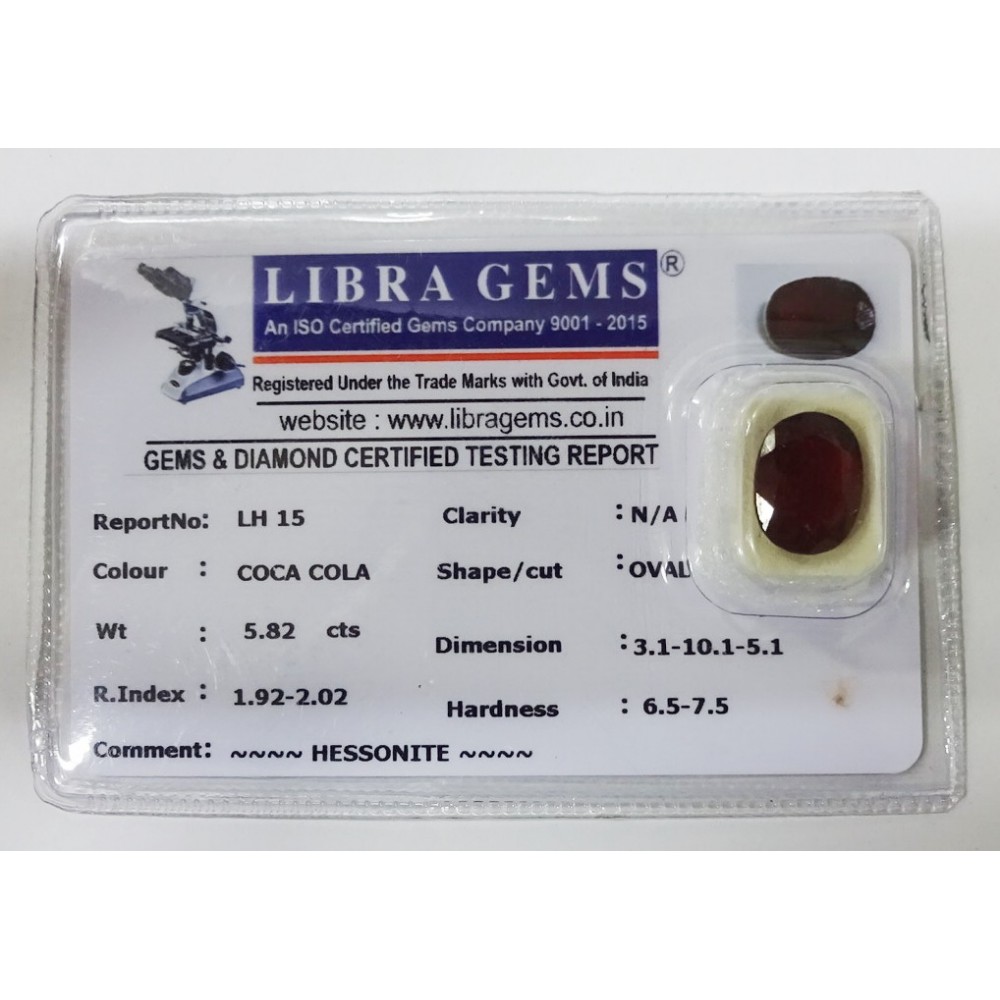 LIBRA GEMS ®
An ISO Certified Gems Company 9001 - 2015
Registered Under the Trade Marks with Govt. of India
website : www.libragems.co.in
GEMS & DIAMOND CERTIFIED TESTING REPORT
ReportNo: LH 15 Clarity : N/A
Colour : COCA COLA Shape/cut : OVAL
Wt : 5.82 cts Dimension : 3.1-10.1-5.1
R.Index : 1.92-2.02 Hardness : 6.5-7.5
Comment: ~~~~ HESSONITE ~~~~